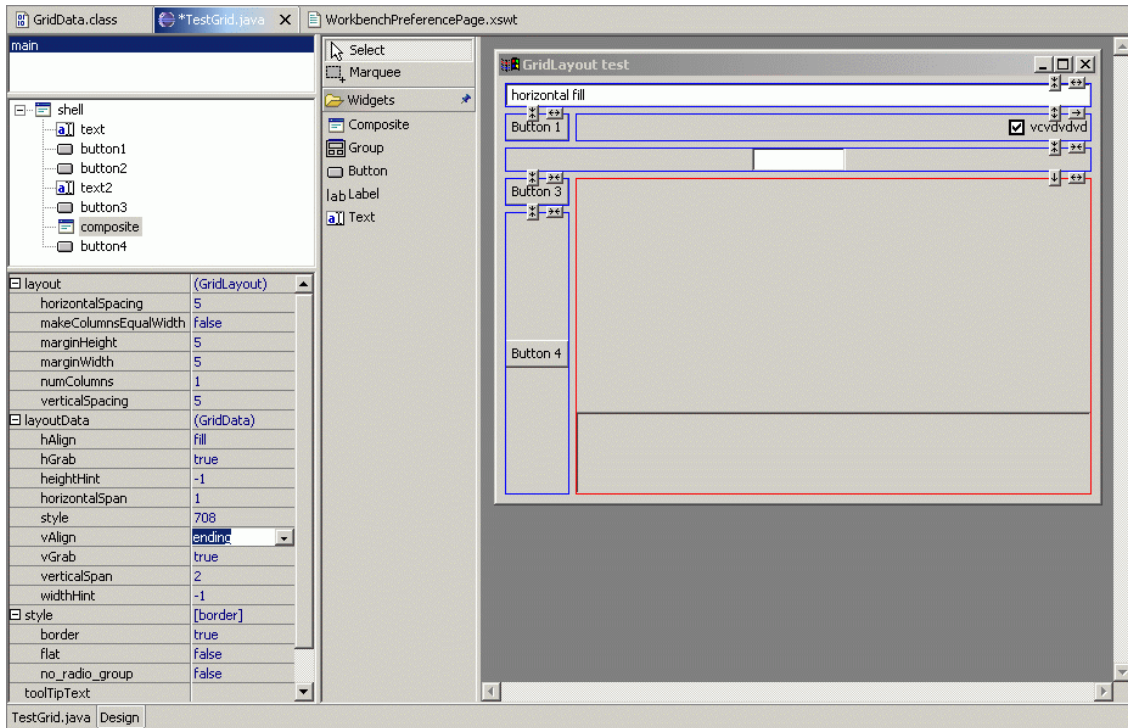 GridData.class
*TestGrid.java X
WorkbenchPreferencePage.xswt
main
shell
text
button1
button2
text2
button3
composite
button4
layout (GridLayout)
horizontalSpacing 5
makeColumnsEqualWidth false
marginHeight 5
marginWidth 5
numColumns 1
verticalSpacing 5
layoutData (GridData)
hAlign fill
hGrab true
heightHint -1
horizontalSpan 1
style 708
vAlign ending
vGrab true
verticalSpan 2
widthHint -1
style [border]
border true
flat false
no_radio_group false
toolTipText
Select
Marquee
Widgets
Composite
Group
Button
Iab Label
a Text
GridLayout test
horizontal fill
Button 1
vcvdvdvd
Button 3
Button 4
TestGrid.java Design